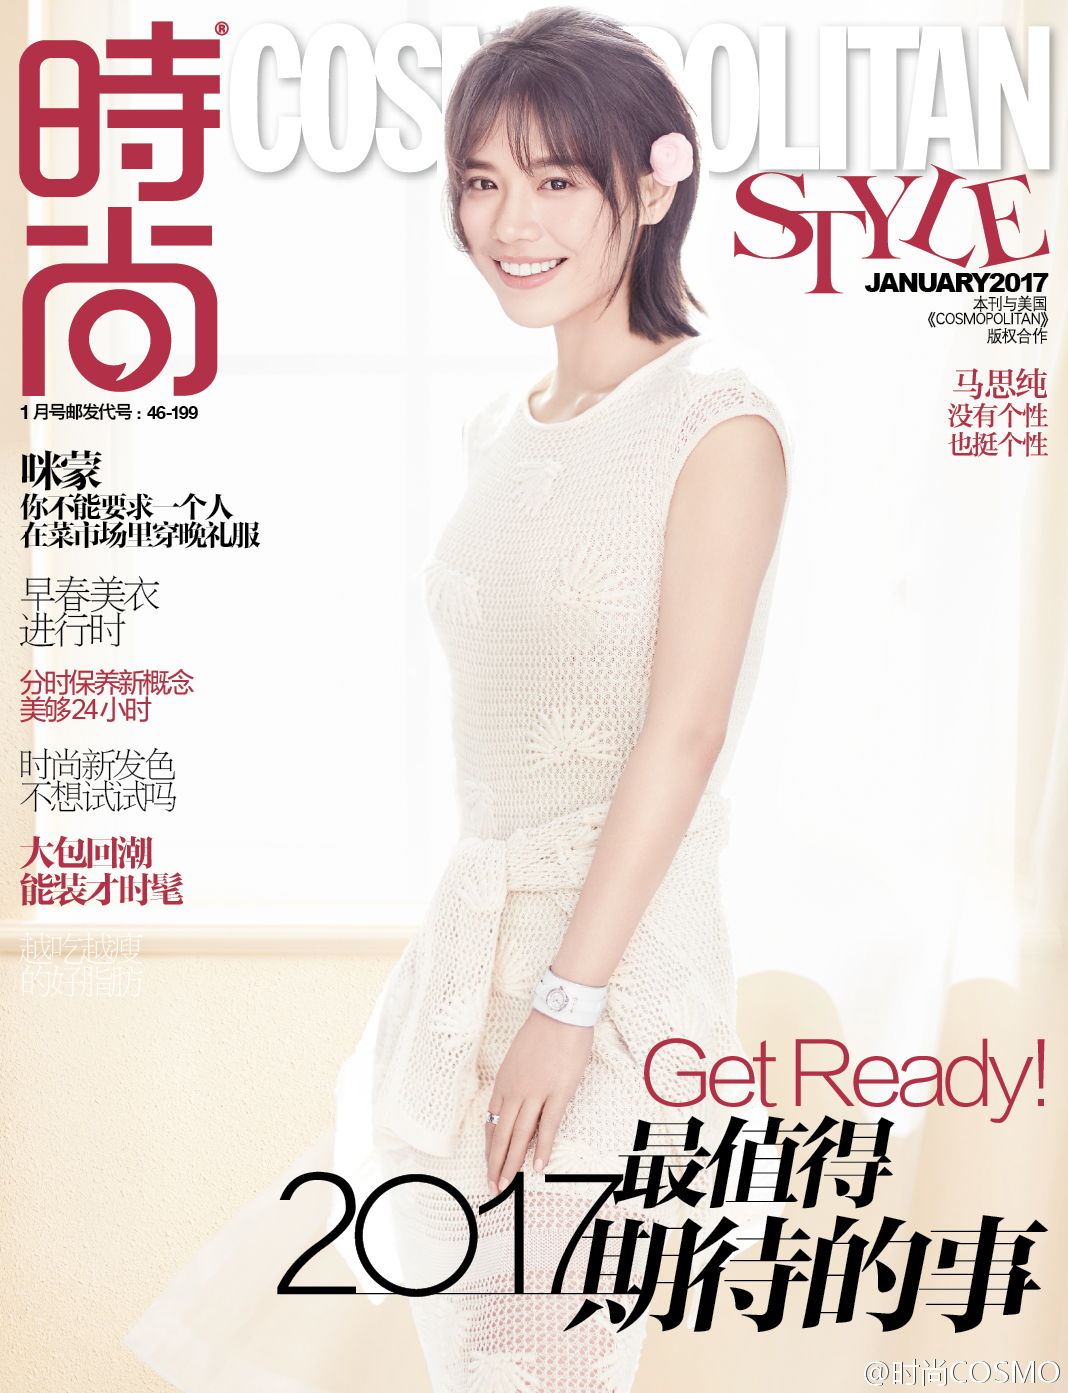 時尚®
COSMOPOLITAN
STYLE
JANUARY2017
本刊与美国
《COSMOPOLITAN》
版权合作
马思纯
没有个性
也挺个性
1月号邮发代号：46-199
咪蒙
你不能要求一个人
在菜市场里穿晚礼服
早春美衣
进行时
分时保养新概念
美够24小时
时尚新发色
不想试试吗
大包回潮
能装才时髦
越吃越瘦
的好脂肪
Get Ready!
2017最值得
期待的事
@时尚COSMO